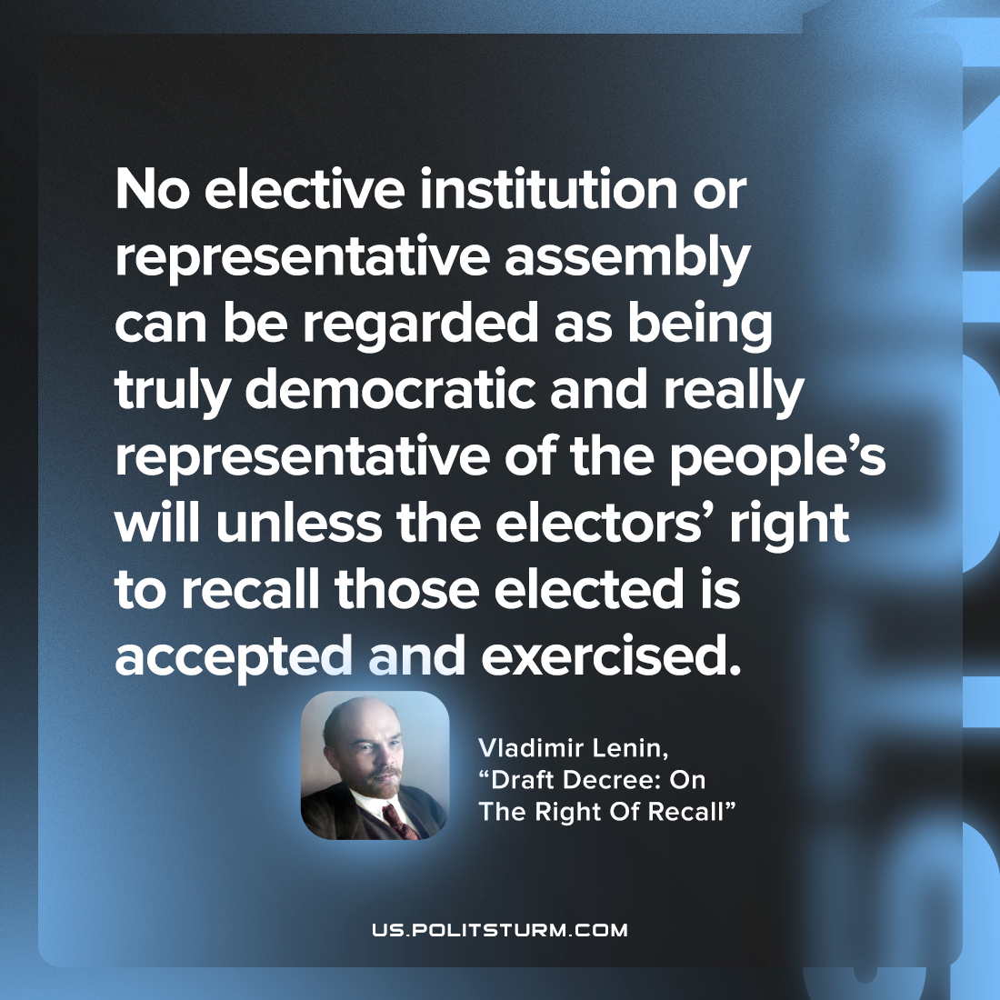 No elective institution or
representative assembly
can be regarded as being
truly democratic and really
representative of the people’s
will unless the electors’ right
to recall those elected is
accepted and exercised.
Vladimir Lenin,
“Draft Decree: On
The Right Of Recall”
US.POLITSTURM.COM